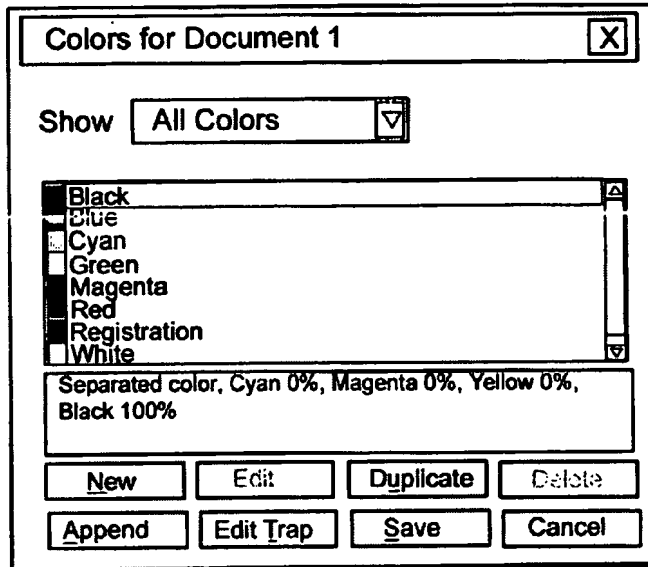 Colors for Document 1 X
Show All Colors
Black
Blue
Cyan
Green
Magenta
Red
Registration
White
Separated color, Cyan 0%, Magenta 0%, Yellow 0%,
Black 100%
New Edit Duplicate Delete
Append Edit Trap Save Cancel